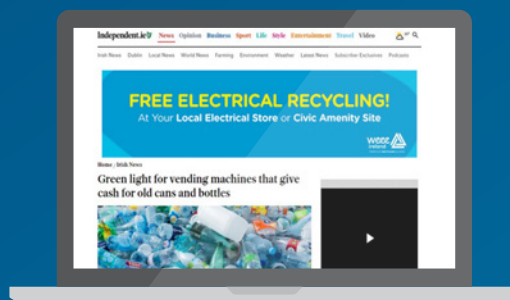 Independent.ie News Opinion Business Sport Life Style Entertainment Travel Video
Irish News Dublin Local News World News Farming Environment Weather Latest News Subscriber Exclusives Podcasts
FREE ELECTRICAL RECYCLING!
At Your Local Electrical Store or Civic Amenity Site
weee
ireland
Home / Irish News
Green light for vending machines that give
cash for old cans and bottles